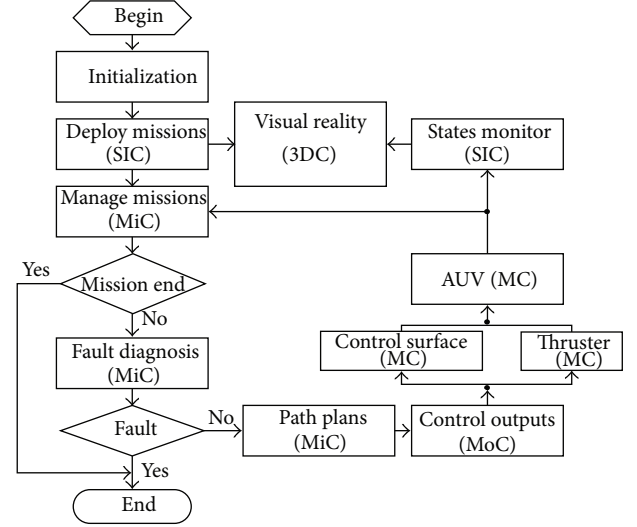 Begin
Initialization
Deploy missions
(SIC)
Visual reality
(3DC)
States monitor
(SIC)
Manage missions
(MiC)
Yes
Mission end
AUV (MC)
No
Fault diagnosis
(MiC)
Control surface
(MC)
Thruster
(MC)
Fault
No
Path plans
(MiC)
Control outputs
(MoC)
Yes
End